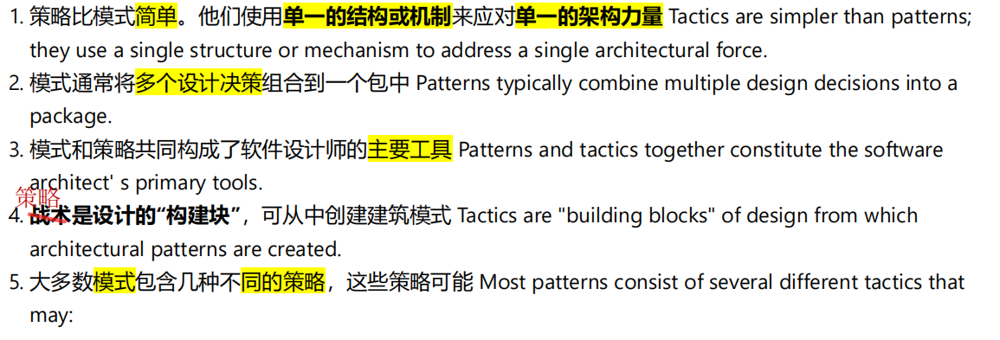 1. 策略比模式简单。他们使用单一的结构或机制来应对单一的架构力量 Tactics are simpler than patterns;
they use a single structure or mechanism to address a single architectural force.
2. 模式通常将多个设计决策组合到一个包中 Patterns typically combine multiple design decisions into a
package.
3. 模式和策略共同构成了软件设计师的主要工具 Patterns and tactics together constitute the software
architect' s primary tools.
策略
4. 战术是设计的“构建块”，可从中创建建筑模式 Tactics are "building blocks" of design from which
architectural patterns are created.
5. 大多数模式包含几种不同的策略，这些策略可能 Most patterns consist of several different tactics that
may: